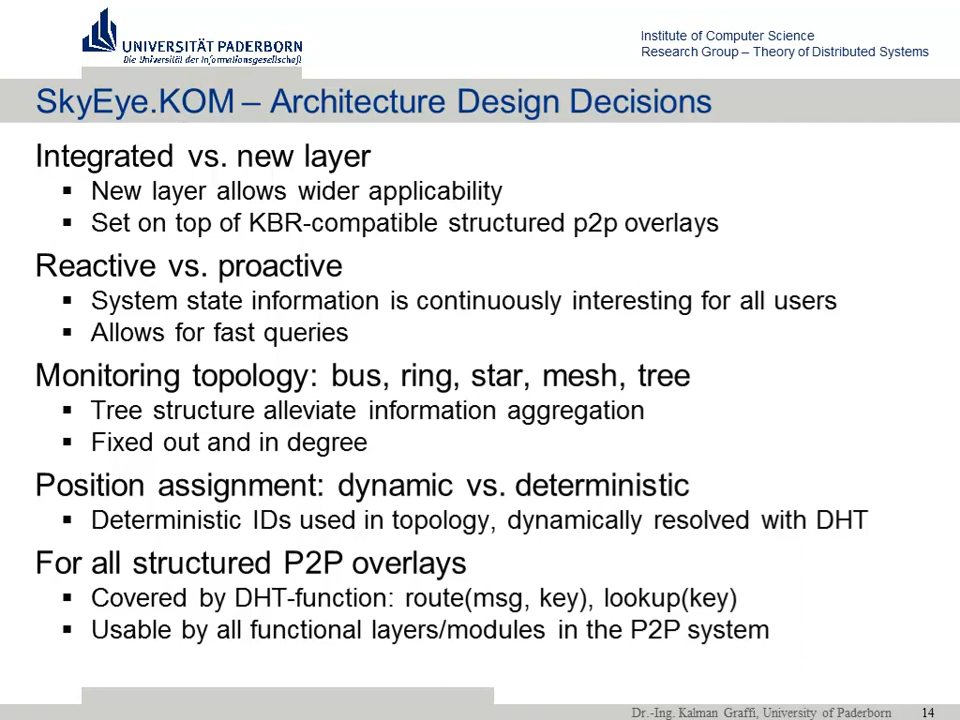 UNIVERSITÄT PADERBORN
Die Universität der Informationsgesellschaft
Institute of Computer Science
Research Group – Theory of Distributed Systems
SkyEye.KOM – Architecture Design Decisions
Integrated vs. new layer
▪ New layer allows wider applicability
▪ Set on top of KBR-compatible structured p2p overlays
Reactive vs. proactive
▪ System state information is continuously interesting for all users
▪ Allows for fast queries
Monitoring topology: bus, ring, star, mesh, tree
▪ Tree structure alleviate information aggregation
▪ Fixed out and in degree
Position assignment: dynamic vs. deterministic
▪ Deterministic IDs used in topology, dynamically resolved with DHT
For all structured P2P overlays
▪ Covered by DHT-function: route(msg, key), lookup(key)
▪ Usable by all functional layers/modules in the P2P system
Dr.-Ing. Kalman Graffi, University of Paderborn 14